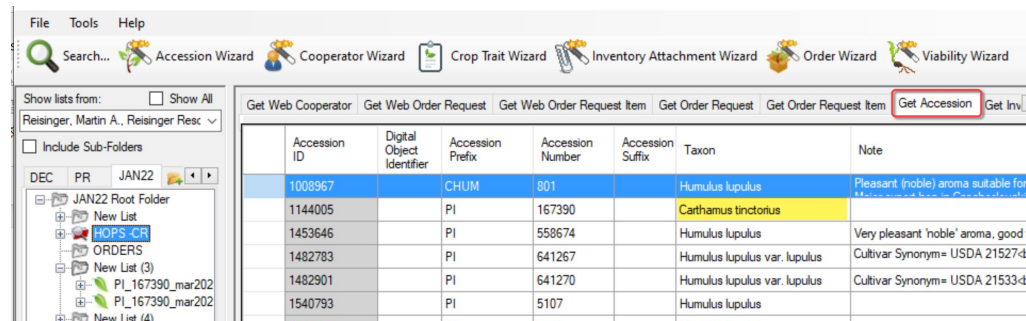 File Tools Help
Search... Accession Wizard Cooperator Wizard Crop Trait Wizard Inventory Attachment Wizard Order Wizard Viability Wizard
Show lists from: Show All
Reisinger, Martin A., Reisinger Resc
Include Sub-Folders
DEC PR JAN22
JAN22 Root Folder
New List
HOPS -CR
ORDERS
New List (3)
PI_167390_mar202
PI_167390_mar202
New List (4)
Get Web Cooperator Get Web Order Request Get Web Order Request Item Get Order Request Get Order Request Item Get Accession Get Inv
Accession ID Digital Object Identifier Accession Prefix Accession Number Accession Suffix Taxon Note
1008967 CHUM 801 Humulus lupulus Pleasant (noble) aroma suitable for
1144005 PI 167390 Carthamus tinctorius
1453646 PI 558674 Humulus lupulus Very pleasant 'noble' aroma, good
1482783 PI 641267 Humulus lupulus var. lupulus Cultivar Synonym= USDA 21527<b
1482901 PI 641270 Humulus lupulus var. lupulus Cultivar Synonym= USDA 21533<b
1540793 PI 5107 Humulus lupulus